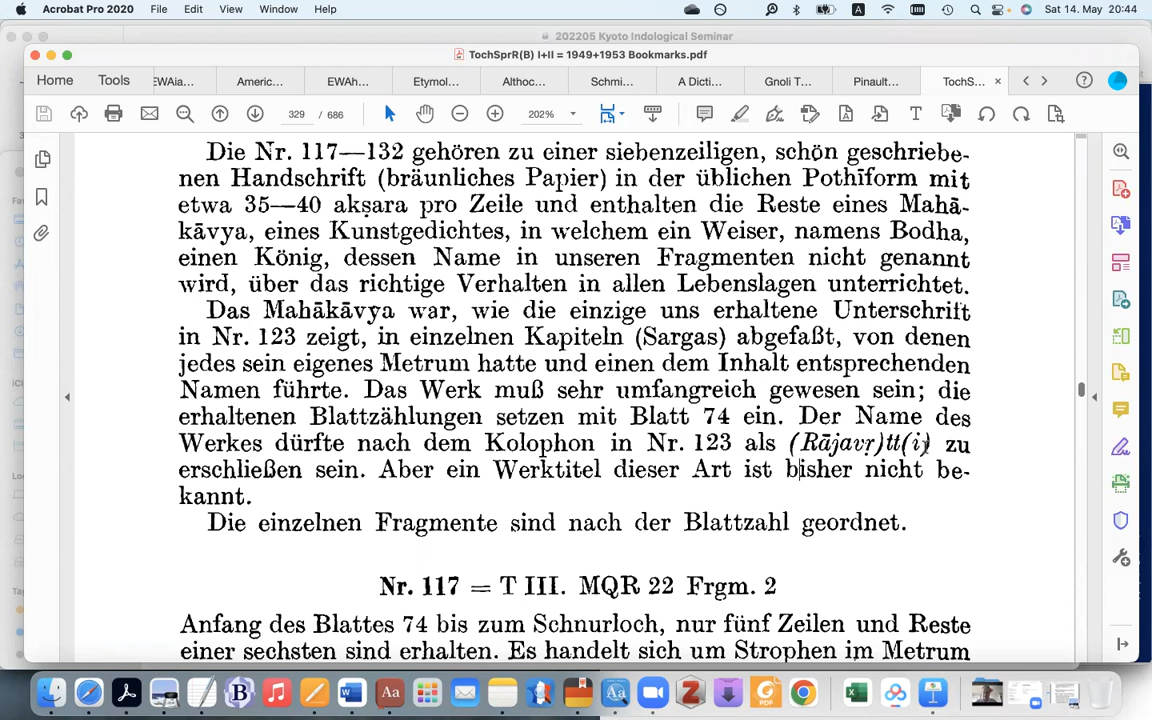 Acrobat Pro 2020 File Edit View Window Help A Sat 14. May 20:44
202205 Kyoto Indological Seminar
TochSprR(B) I+II = 1949+1953 Bookmarks.pdf
Home Tools EWAia... Americ... EWAh... Etymol... Althoc... Schmi... A Dicti... Gnoli T... Pinault... TochS... ×
329 / 686 202%
Die Nr. 117—132 gehören zu einer siebenzeiligen, schön geschriebe-
nen Handschrift (bräunliches Papier) in der üblichen Pothīform mit
etwa 35—40 akṣara pro Zeile und enthalten die Reste eines Mahā-
kāvya, eines Kunstgedichtes, in welchem ein Weiser, namens Bodha,
einen König, dessen Name in unseren Fragmenten nicht genannt
wird, über das richtige Verhalten in allen Lebenslagen unterrichtet.
Das Mahākāvya war, wie die einzige uns erhaltene Unterschrift
in Nr. 123 zeigt, in einzelnen Kapiteln (Sargas) abgefaßt, von denen
jedes sein eigenes Metrum hatte und einen dem Inhalt entsprechenden
Namen führte. Das Werk muß sehr umfangreich gewesen sein; die
erhaltenen Blattzählungen setzen mit Blatt 74 ein. Der Name des
Werkes dürfte nach dem Kolophon in Nr. 123 als (Rājavṛ)tt(i) zu
erschließen sein. Aber ein Werktitel dieser Art ist bisher nicht be-
kannt.
Die einzelnen Fragmente sind nach der Blattzahl geordnet.
Nr. 117 = T III. MQR 22 Frgm. 2
Anfang des Blattes 74 bis zum Schnurloch, nur fünf Zeilen und Reste
einer sechsten sind erhalten. Es handelt sich um Strophen im Metrum